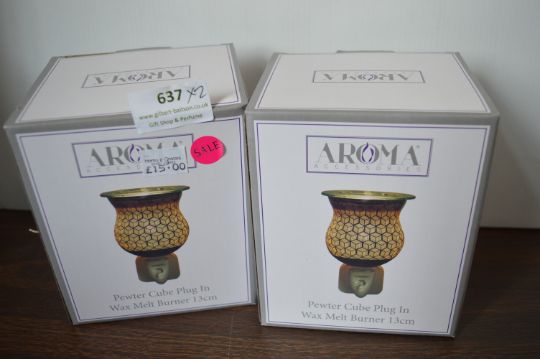 AROMA
637 x2
www.gilbert-baitson.co.uk
Gift Shop & Perfume
AROMA
ACCESSORIES
£15.00
SALE
Pewter Cube Plug In
Wax Melt Burner 13cm
AROMA
AROMA
ACCESSORIES
Pewter Cube Plug In
Wax Melt Burner 13cm